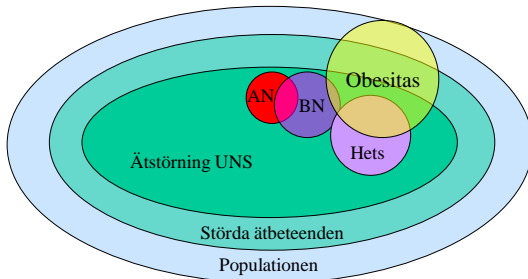 Obesitas
AN
BN
Hets
Ätstörning UNS
Störda ätbeteenden
Populationen